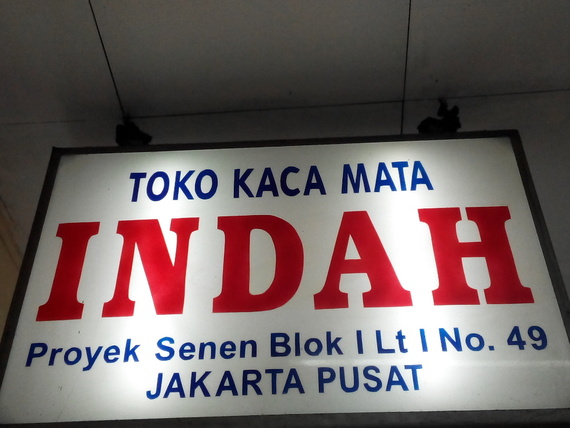 TOKO KACA MATA
INDAH
Proyek Senen Blok I Lt I No. 49
JAKARTA PUSAT